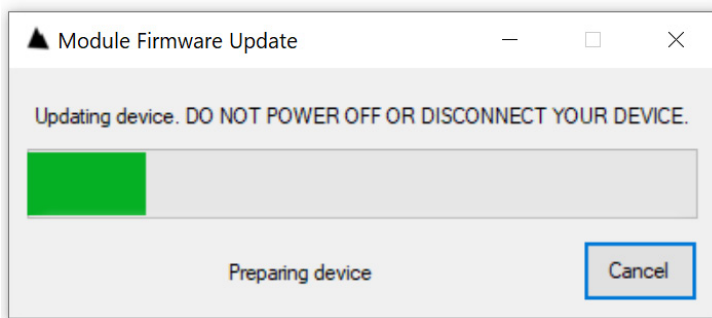 Module Firmware Update
Updating device. DO NOT POWER OFF OR DISCONNECT YOUR DEVICE.
Preparing device
Cancel